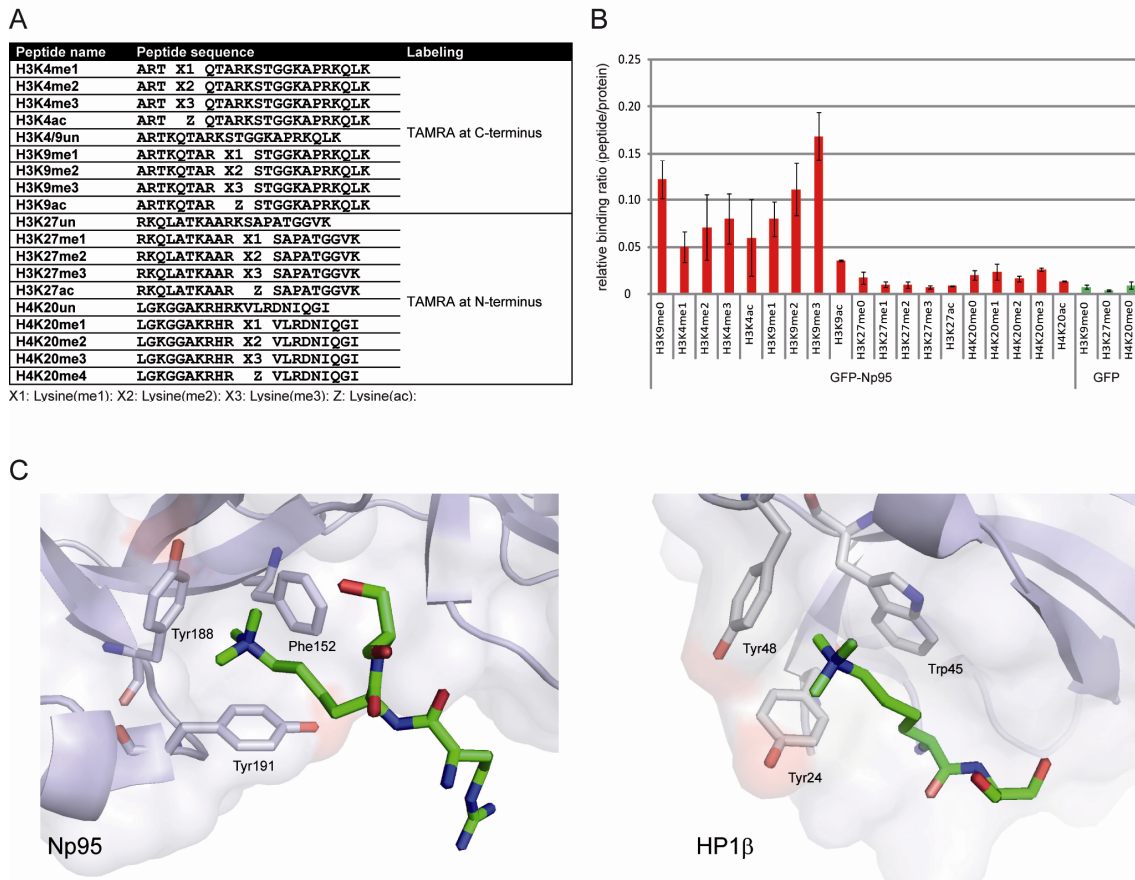 A
Peptide name Peptide sequence Labeling
H3K4me1 ART X1 QTARKSTGGKAPRKQLK
H3K4me2 ART X2 QTARKSTGGKAPRKQLK
H3K4me3 ART X3 QTARKSTGGKAPRKQLK
H3K4ac ART Z QTARKSTGGKAPRKQLK
H3K4/9un ARTKQTARKSTGGKAPRKQLK
TAMRA at C-terminus
H3K9me1 ARTKQTAR X1 STGGKAPRKQLK
H3K9me2 ARTKQTAR X2 STGGKAPRKQLK
H3K9me3 ARTKQTAR X3 STGGKAPRKQLK
H3K9ac ARTKQTAR Z STGGKAPRKQLK
H3K27un RKQLATKAARKSAPATGGVK
H3K27me1 RKQLATKAAR X1 SAPATGGVK
H3K27me2 RKQLATKAAR X2 SAPATGGVK
H3K27me3 RKQLATKAAR X3 SAPATGGVK
H3K27ac RKQLATKAAR Z SAPATGGVK
TAMRA at N-terminus
H4K20un LGKGGAKRHRKVLRDNIQGI
H4K20me1 LGKGGAKRHR X1 VLRDNIQGI
H4K20me2 LGKGGAKRHR X2 VLRDNIQGI
H4K20me3 LGKGGAKRHR X3 VLRDNIQGI
H4K20me4 LGKGGAKRHR Z VLRDNIQGI
X1: Lysine(me1); X2: Lysine(me2); X3: Lysine(me3); Z: Lysine(ac);
B
relative binding ratio (peptide/protein)
0.25
0.20
0.15
0.10
0.05
0
H3K9me0
H3K4me1
H3K4me2
H3K4me3
H3K4ac
H3K9me1
H3K9me2
H3K9me3
H3K9ac
H3K27me0
H3K27me1
H3K27me2
H3K27me3
H3K27ac
H4K20me0
H4K20me1
H4K20me2
H4K20me3
H4K20ac
H3K9me0
H3K27me0
H4K20me0
GFP-Np95 GFP
C
Tyr188
Phe152
Tyr191
Np95
Tyr48
Trp45
Tyr24
HP1β